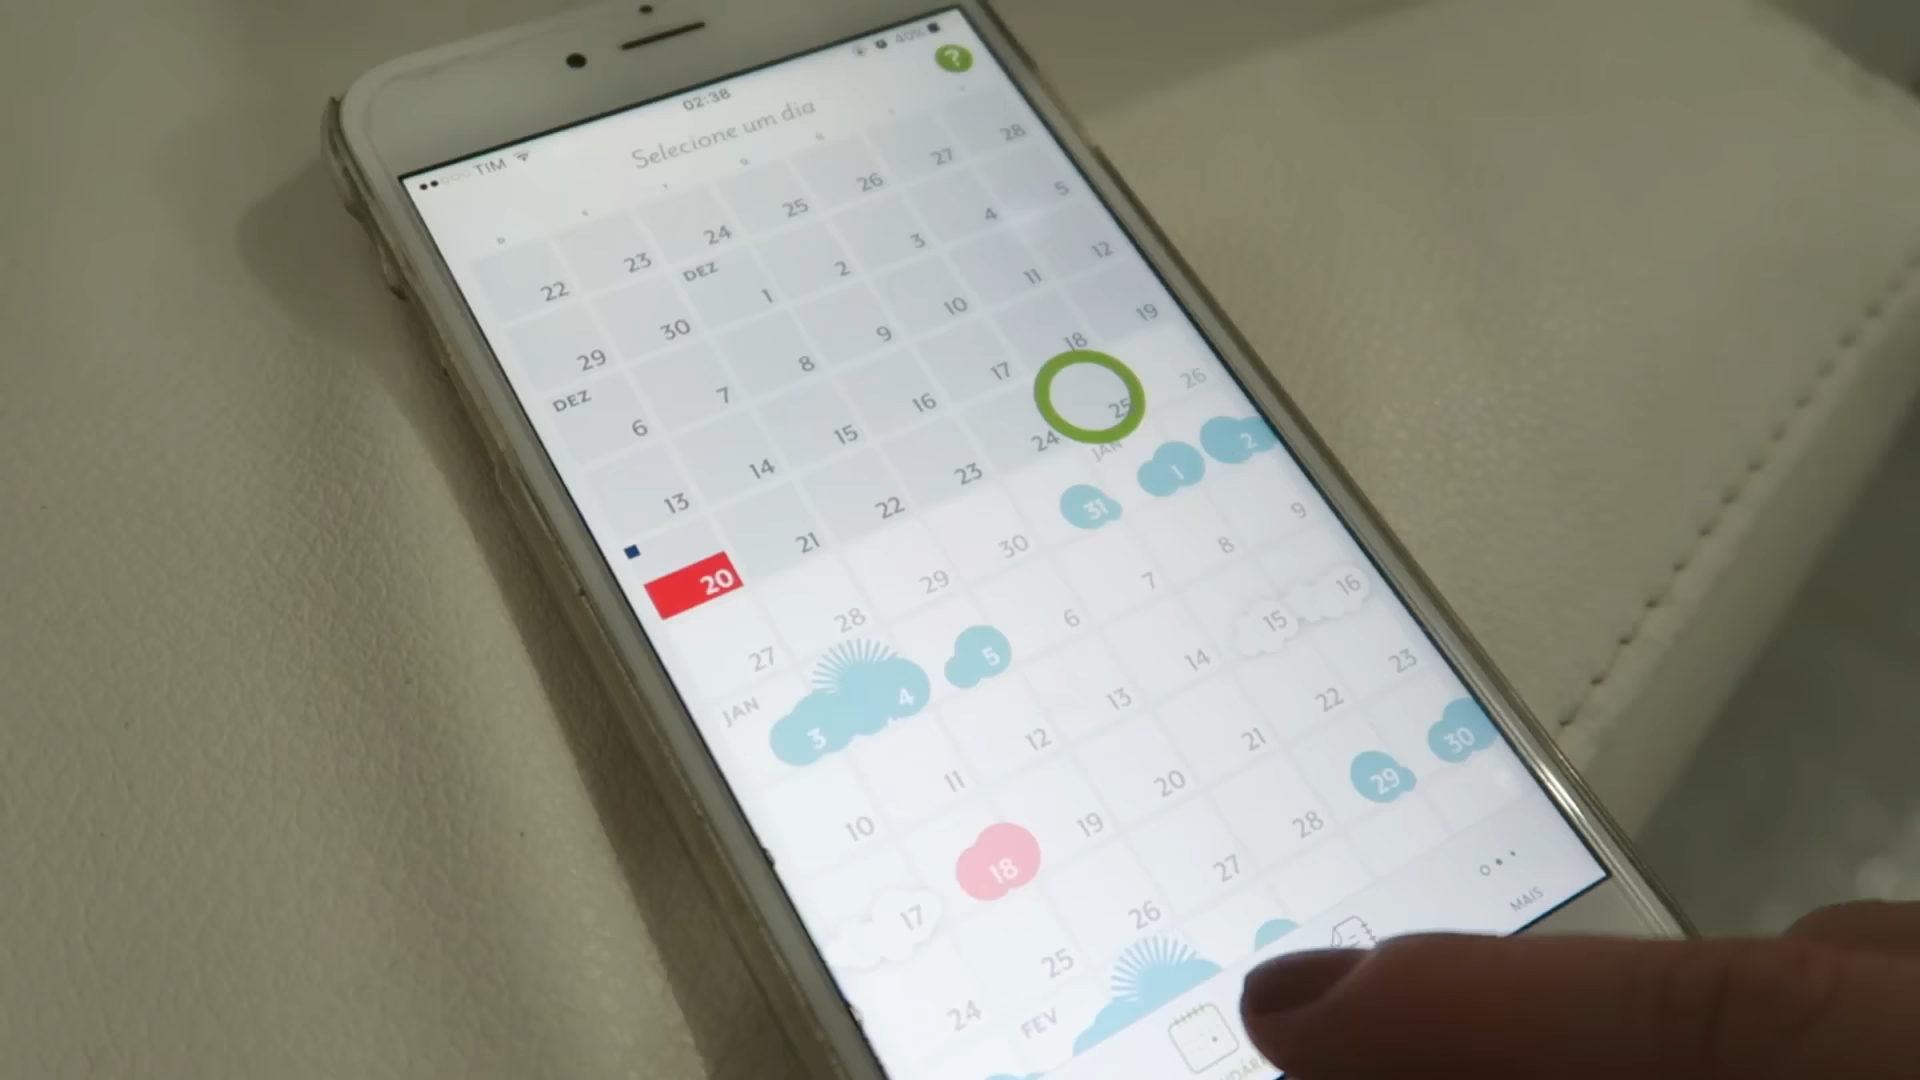 TIM 02:38 40%
Selecione um dia ?
D S T Q Q S S
22 23 24 25 26 27 28
29 30 DEZ 1 2 3 4 5
DEZ 6 7 8 9 10 11 12
13 14 15 16 17 18 19
20 21 22 23 24 25 26
27 28 29 30 31 JAN 1 2
JAN 3 4 5 6 7 8 9
10 11 12 13 14 15 16
17 18 19 20 21 22 23
24 25 26 27 28 29 30
FEV
MAIS